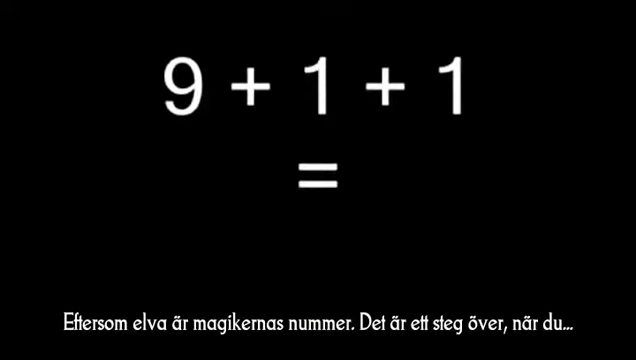 9 + 1 + 1
=
Eftersom elva är magikernas nummer. Det är ett steg över, när du...